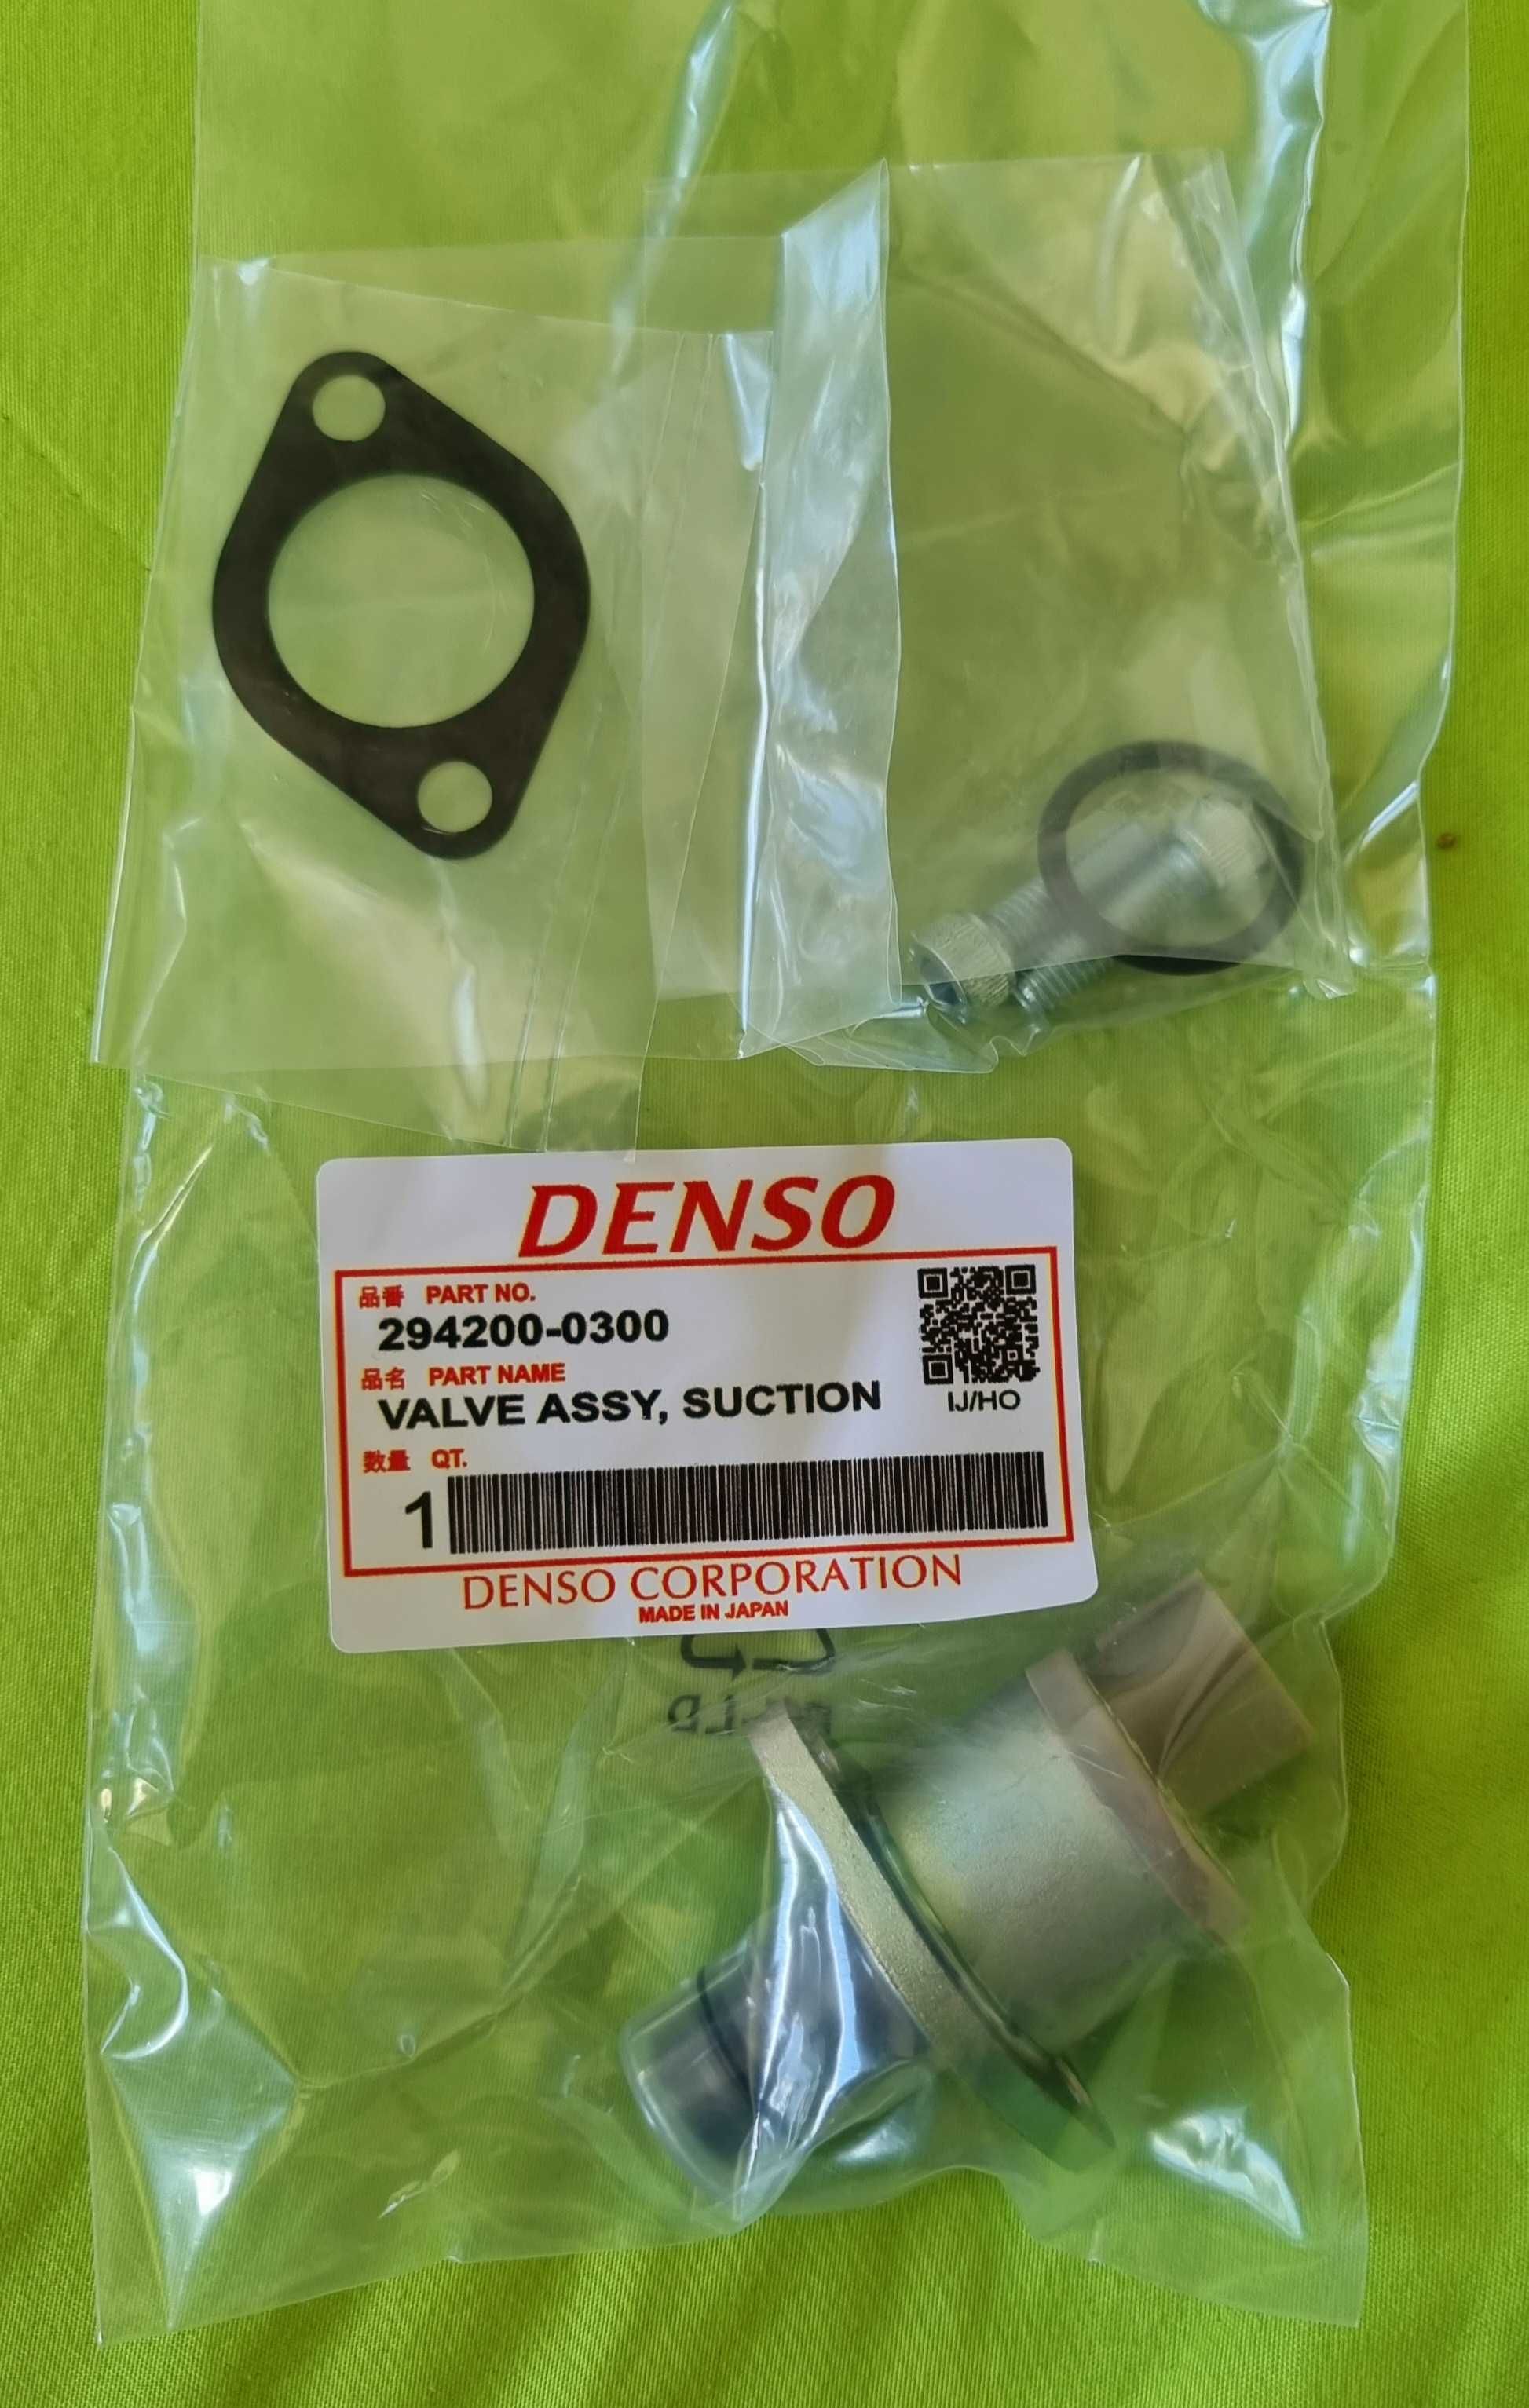 DENSO
品番 PART NO.
294200-0300
品名 PART NAME
VALVE ASSY, SUCTION
IJ/HO
数量 QT.
1
DENSO CORPORATION
MADE IN JAPAN